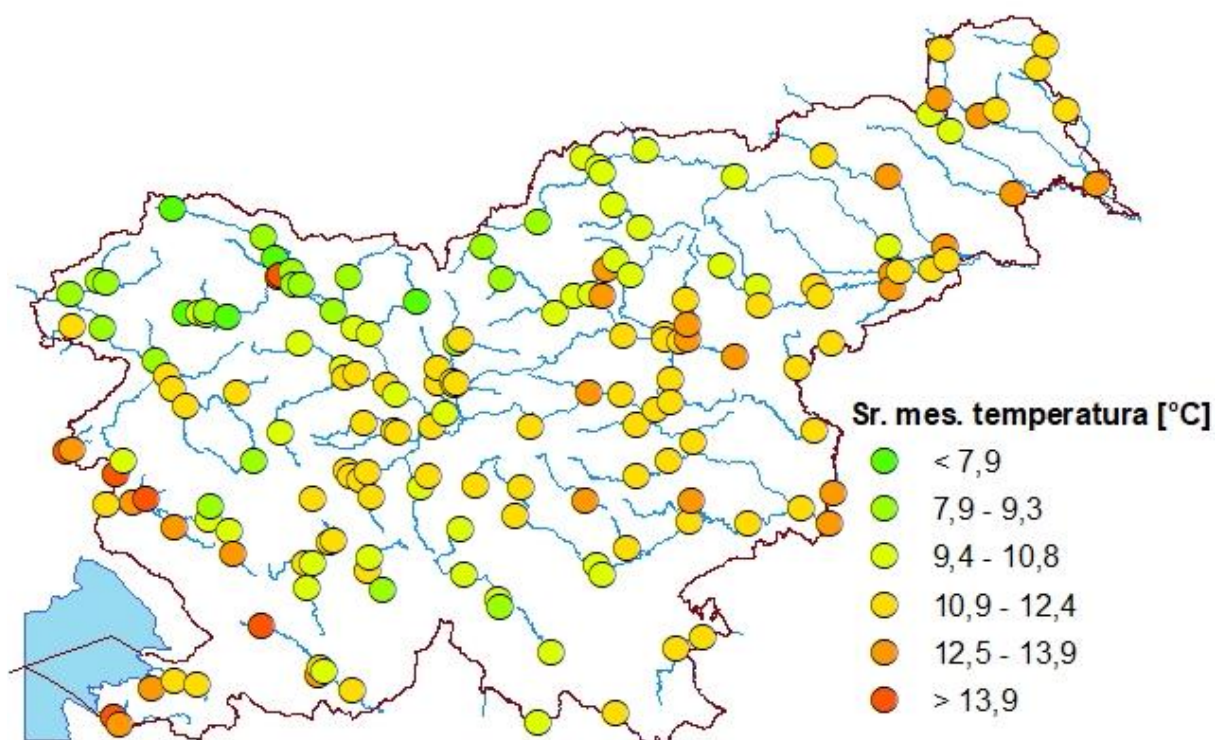 Sr. mes. temperatura [°C]
< 7,9
7,9 - 9,3
9,4 - 10,8
10,9 - 12,4
12,5 - 13,9
> 13,9